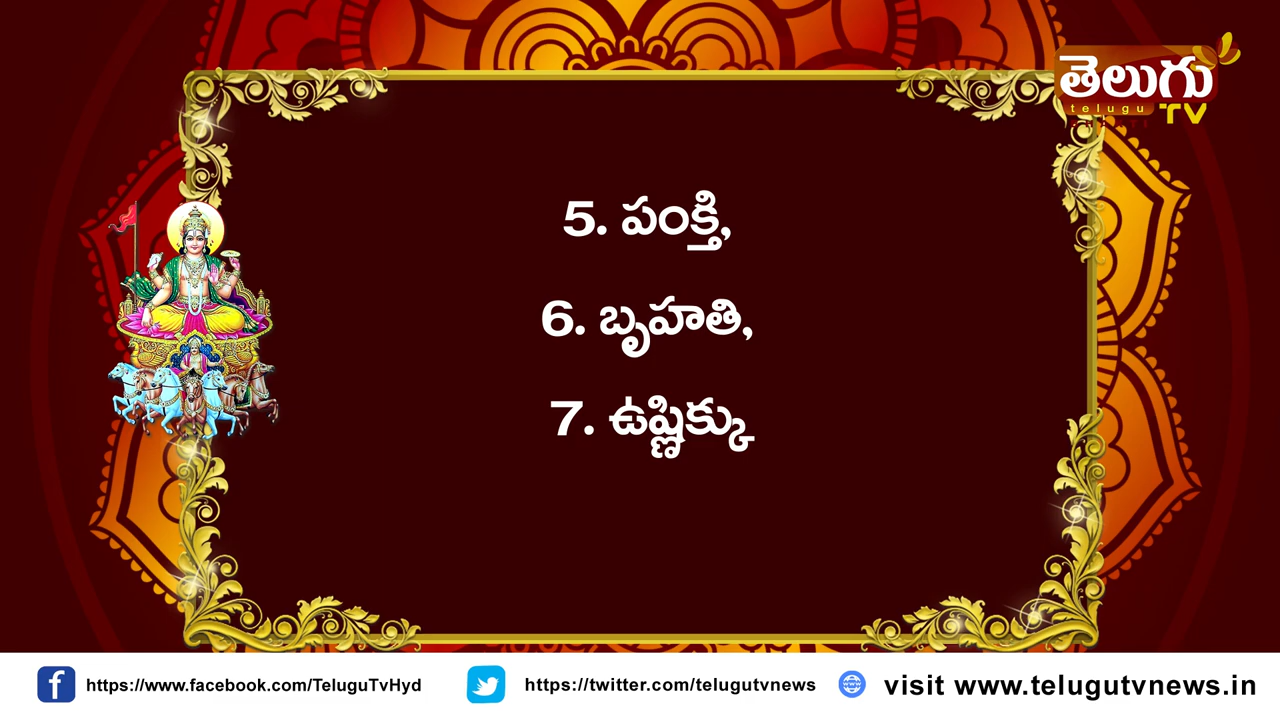 తెలుగు
telugu
TV
5. పంక్తి,
6. బృహతి,
7. ఉష్ణిక్కు
https://www.facebook.com/TeluguTvHyd
https://twitter.com/telugutvnews
visit www.telugutvnews.in